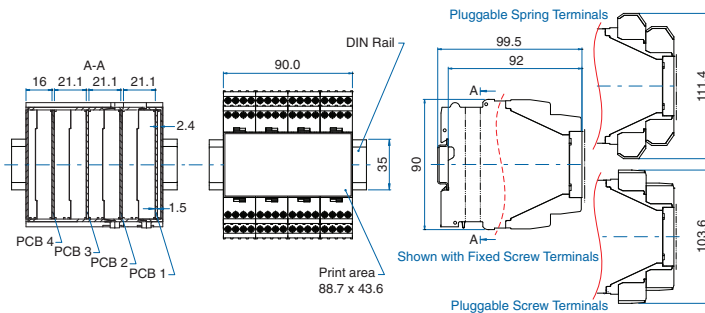 A-A
16 21.1 21.1 21.1
2.4
1.5
PCB 4
PCB 3
PCB 2
PCB 1
90.0
DIN Rail
35
Print area
88.7 x 43.6
99.5
92
A
90
A
Shown with Fixed Screw Terminals
Pluggable Spring Terminals
111.4
103.6
Pluggable Screw Terminals